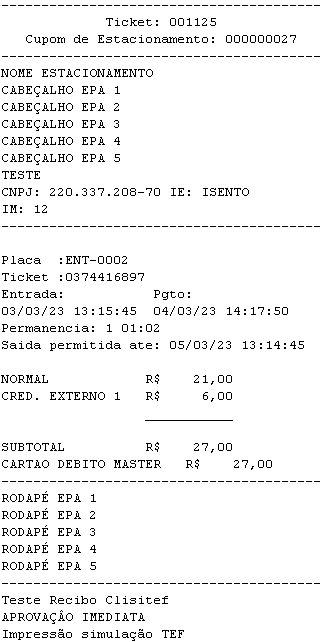 Ticket: 001125
Cupom de Estacionamento: 000000027
NOME ESTACIONAMENTO
CABEÇALHO EPA 1
CABEÇALHO EPA 2
CABEÇALHO EPA 3
CABEÇALHO EPA 4
CABEÇALHO EPA 5
TESTE
CNPJ: 220.337.208-70 IE: ISENTO
IM: 12
Placa :ENT-0002
Ticket :0374416897
Entrada: Pgto:
03/03/23 13:15:45 04/03/23 14:17:50
Permanencia: 1 01:02
Saida permitida ate: 05/03/23 13:14:45
NORMAL R$ 21,00
CRED. EXTERNO 1 R$ 6,00
SUBTOTAL R$ 27,00
CARTAO DEBITO MASTER R$ 27,00
RODAPÉ EPA 1
RODAPÉ EPA 2
RODAPÉ EPA 3
RODAPÉ EPA 4
RODAPÉ EPA 5
Teste Recibo Clisitef
APROVAÇÂO IMEDIATA
Impressão simulação TEF